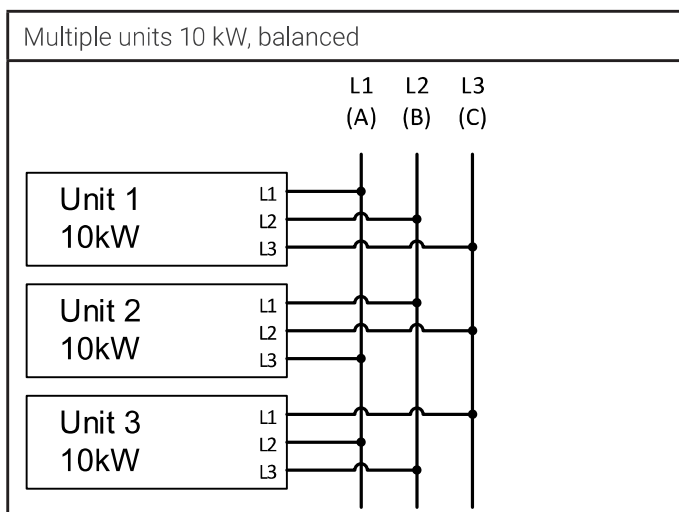 Multiple units 10 kW, balanced
L1 L2 L3
(A) (B) (C)
Unit 1
10kW
L1
L2
L3
Unit 2
10kW
L1
L2
L3
Unit 3
10kW
L1
L2
L3